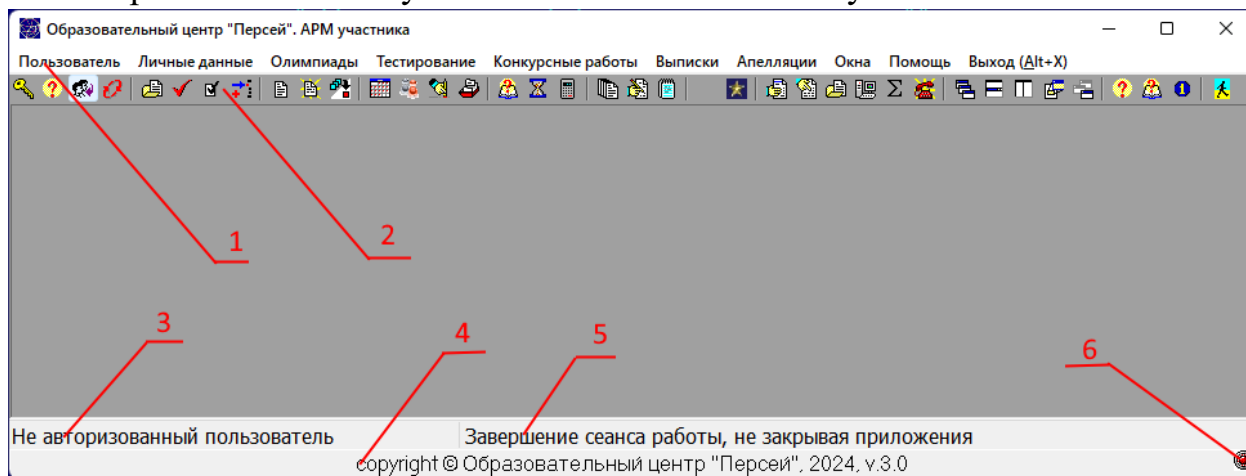 Образовательный центр "Персей". АРМ участника
Пользователь Личные данные Олимпиады Тестирование Конкурсные работы Выписки Апелляции Окна Помощь Выход (Alt+X)
1
2
3
4
5
6
Не авторизованный пользователь Завершение сеанса работы, не закрывая приложения
copyright © Образовательный центр "Персей", 2024, v.3.0